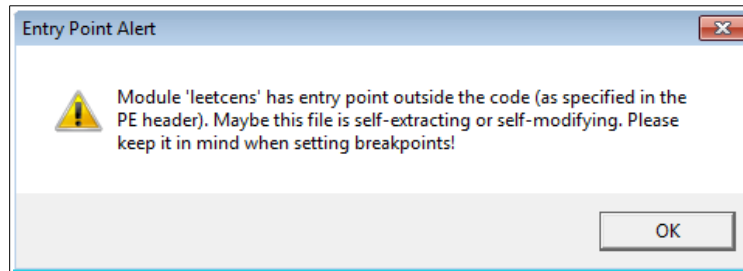 Entry Point Alert
Module 'leetcens' has entry point outside the code (as specified in the
PE header). Maybe this file is self-extracting or self-modifying. Please
keep it in mind when setting breakpoints!
OK